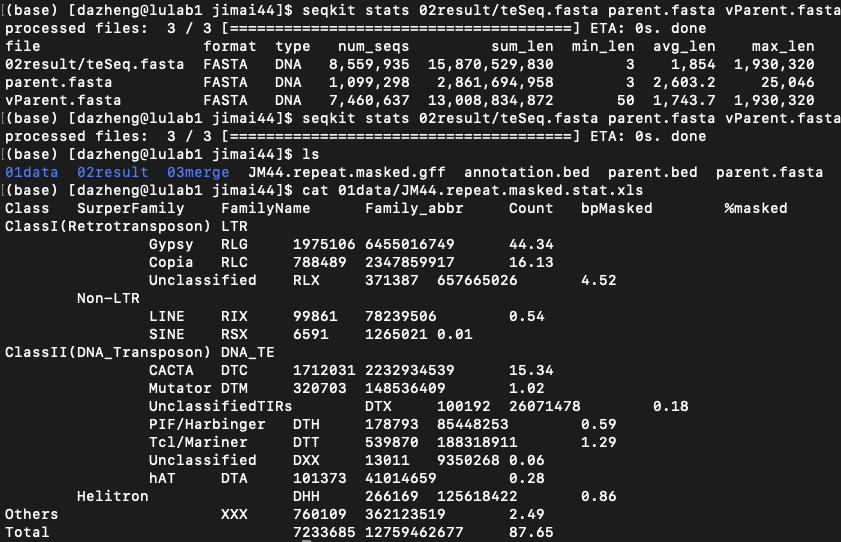 [(base) [dazheng@lulab1 jimai44]$ seqkit stats 02result/teSeq.fasta parent.fasta vParent.fasta
processed files:  3 / 3 [======================================] ETA: 0s. done
file                  format  type   num_seqs         sum_len  min_len  avg_len    max_len
02result/teSeq.fasta  FASTA   DNA   8,559,935  15,870,529,830        3    1,854  1,930,320
parent.fasta          FASTA   DNA   1,099,298   2,861,694,958        3  2,603.2     25,046
vParent.fasta         FASTA   DNA   7,460,637  13,008,834,872       50  1,743.7  1,930,320
[(base) [dazheng@lulab1 jimai44]$ seqkit stats 02result/teSeq.fasta parent.fasta vParent.fasta
processed files:  3 / 3 [======================================] ETA: 0s. done
[(base) [dazheng@lulab1 jimai44]$ ls
01data  02result  03merge  JM44.repeat.masked.gff  annotation.bed  parent.bed  parent.fasta
[(base) [dazheng@lulab1 jimai44]$ cat 01data/JM44.repeat.masked.stat.xls
Class   SurperFamily    FamilyName      Family_abbr     Count   bpMasked        %masked
ClassI(Retrotransposon) LTR
Gypsy   RLG     1975106 6455016749      44.34
Copia   RLC     788489  2347859917      16.13
Unclassified    RLX     371387  657665026       4.52
Non-LTR
LINE    RIX     99861   78239506        0.54
SINE    RSX     6591    1265021 0.01
ClassII(DNA_Transposon) DNA_TE
CACTA   DTC     1712031 2232934539      15.34
Mutator DTM     320703  148536409       1.02
UnclassifiedTIRs        DTX     100192  26071478        0.18
PIF/Harbinger   DTH     178793  85448253        0.59
Tcl/Mariner     DTT     539870  188318911       1.29
Unclassified    DXX     13011   9350268 0.06
hAT     DTA     101373  41014659        0.28
Helitron                DHH     266169  125618422       0.86
Others                  XXX     760109  362123519       2.49
Total                           7233685 12759462677     87.65